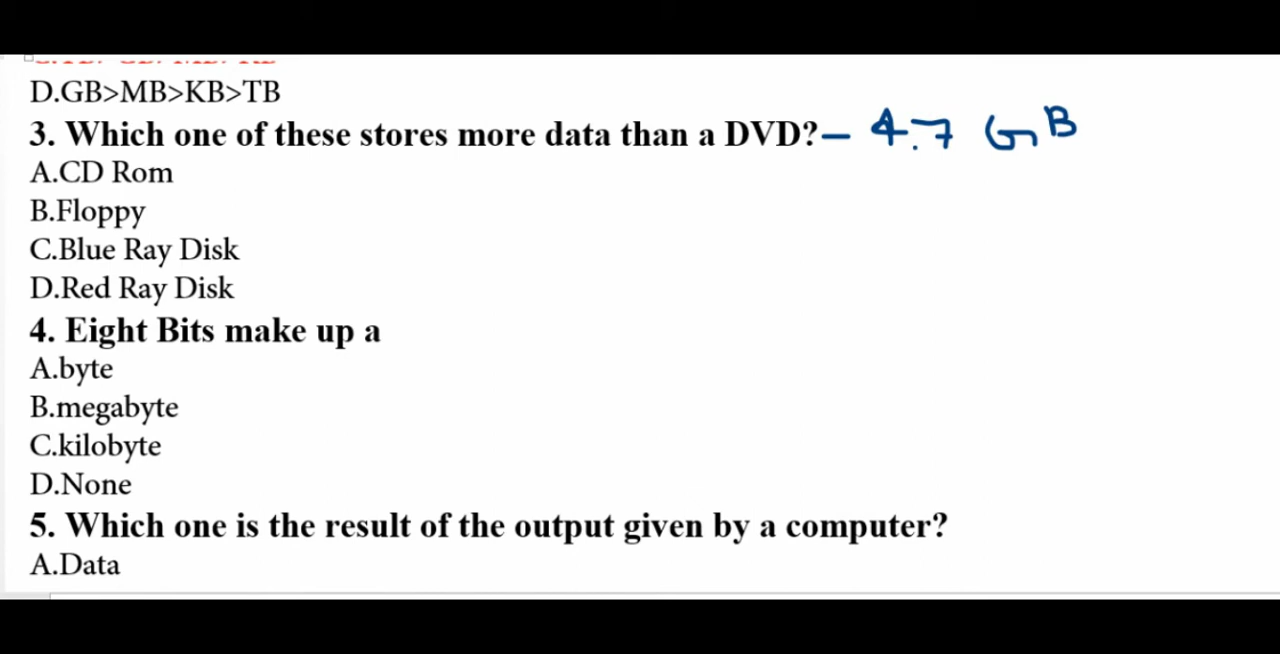 D.GB>MB>KB>TB
3. Which one of these stores more data than a DVD?– 4.7 GB
A.CD Rom
B.Floppy
C.Blue Ray Disk
D.Red Ray Disk
4. Eight Bits make up a
A.byte
B.megabyte
C.kilobyte
D.None
5. Which one is the result of the output given by a computer?
A.Data